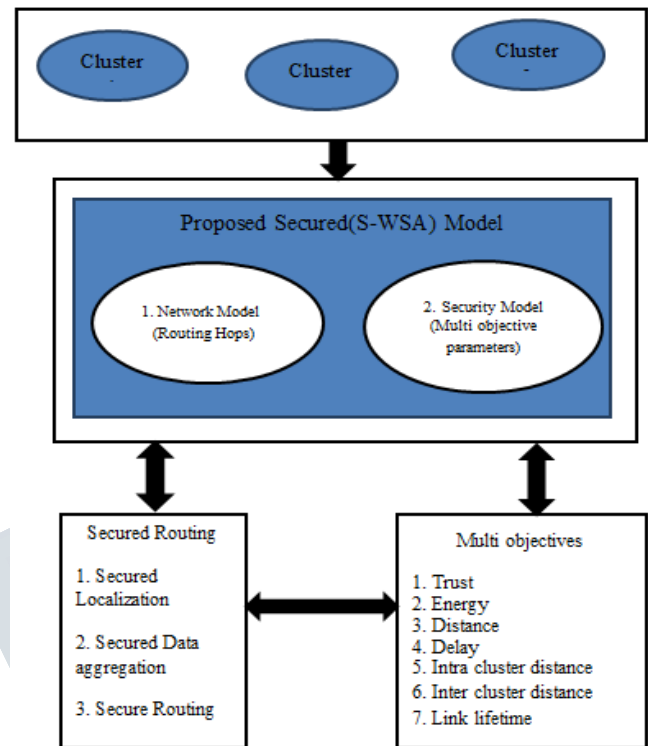 Cluster
Cluster
Cluster
-
Proposed Secured(S-WSA) Model
1. Network Model
(Routing Hops)
2. Security Model
(Multi objective
parameters)
Secured Routing
1. Secured
Localization
2. Secured Data
aggregation
3. Secure Routing
Multi objectives
1. Trust
2. Energy
3. Distance
4. Delay
5. Intra cluster distance
6. Inter cluster distance
7. Link lifetime